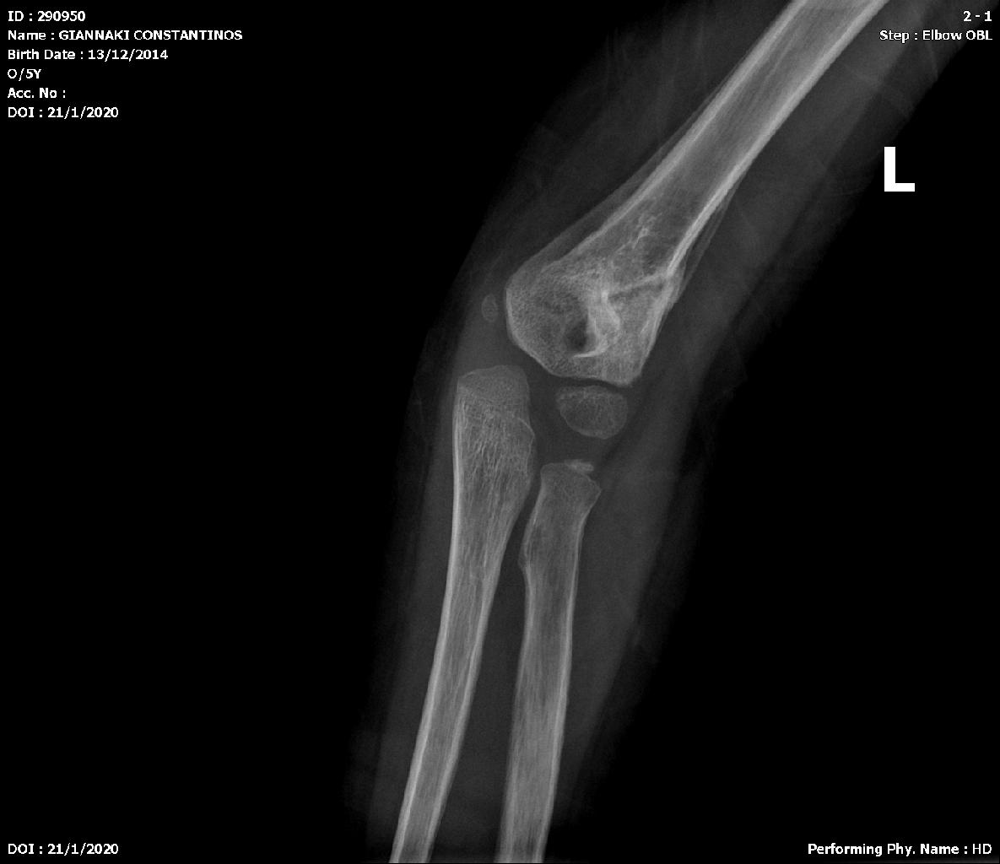 ID : 290950
Name : GIANNAKI CONSTANTINOS
Birth Date : 13/12/2014
O/5Y
Acc. No :
DOI : 21/1/2020
2 - 1
Step : Elbow OBL
L
DOI : 21/1/2020
Performing Phy. Name : HD